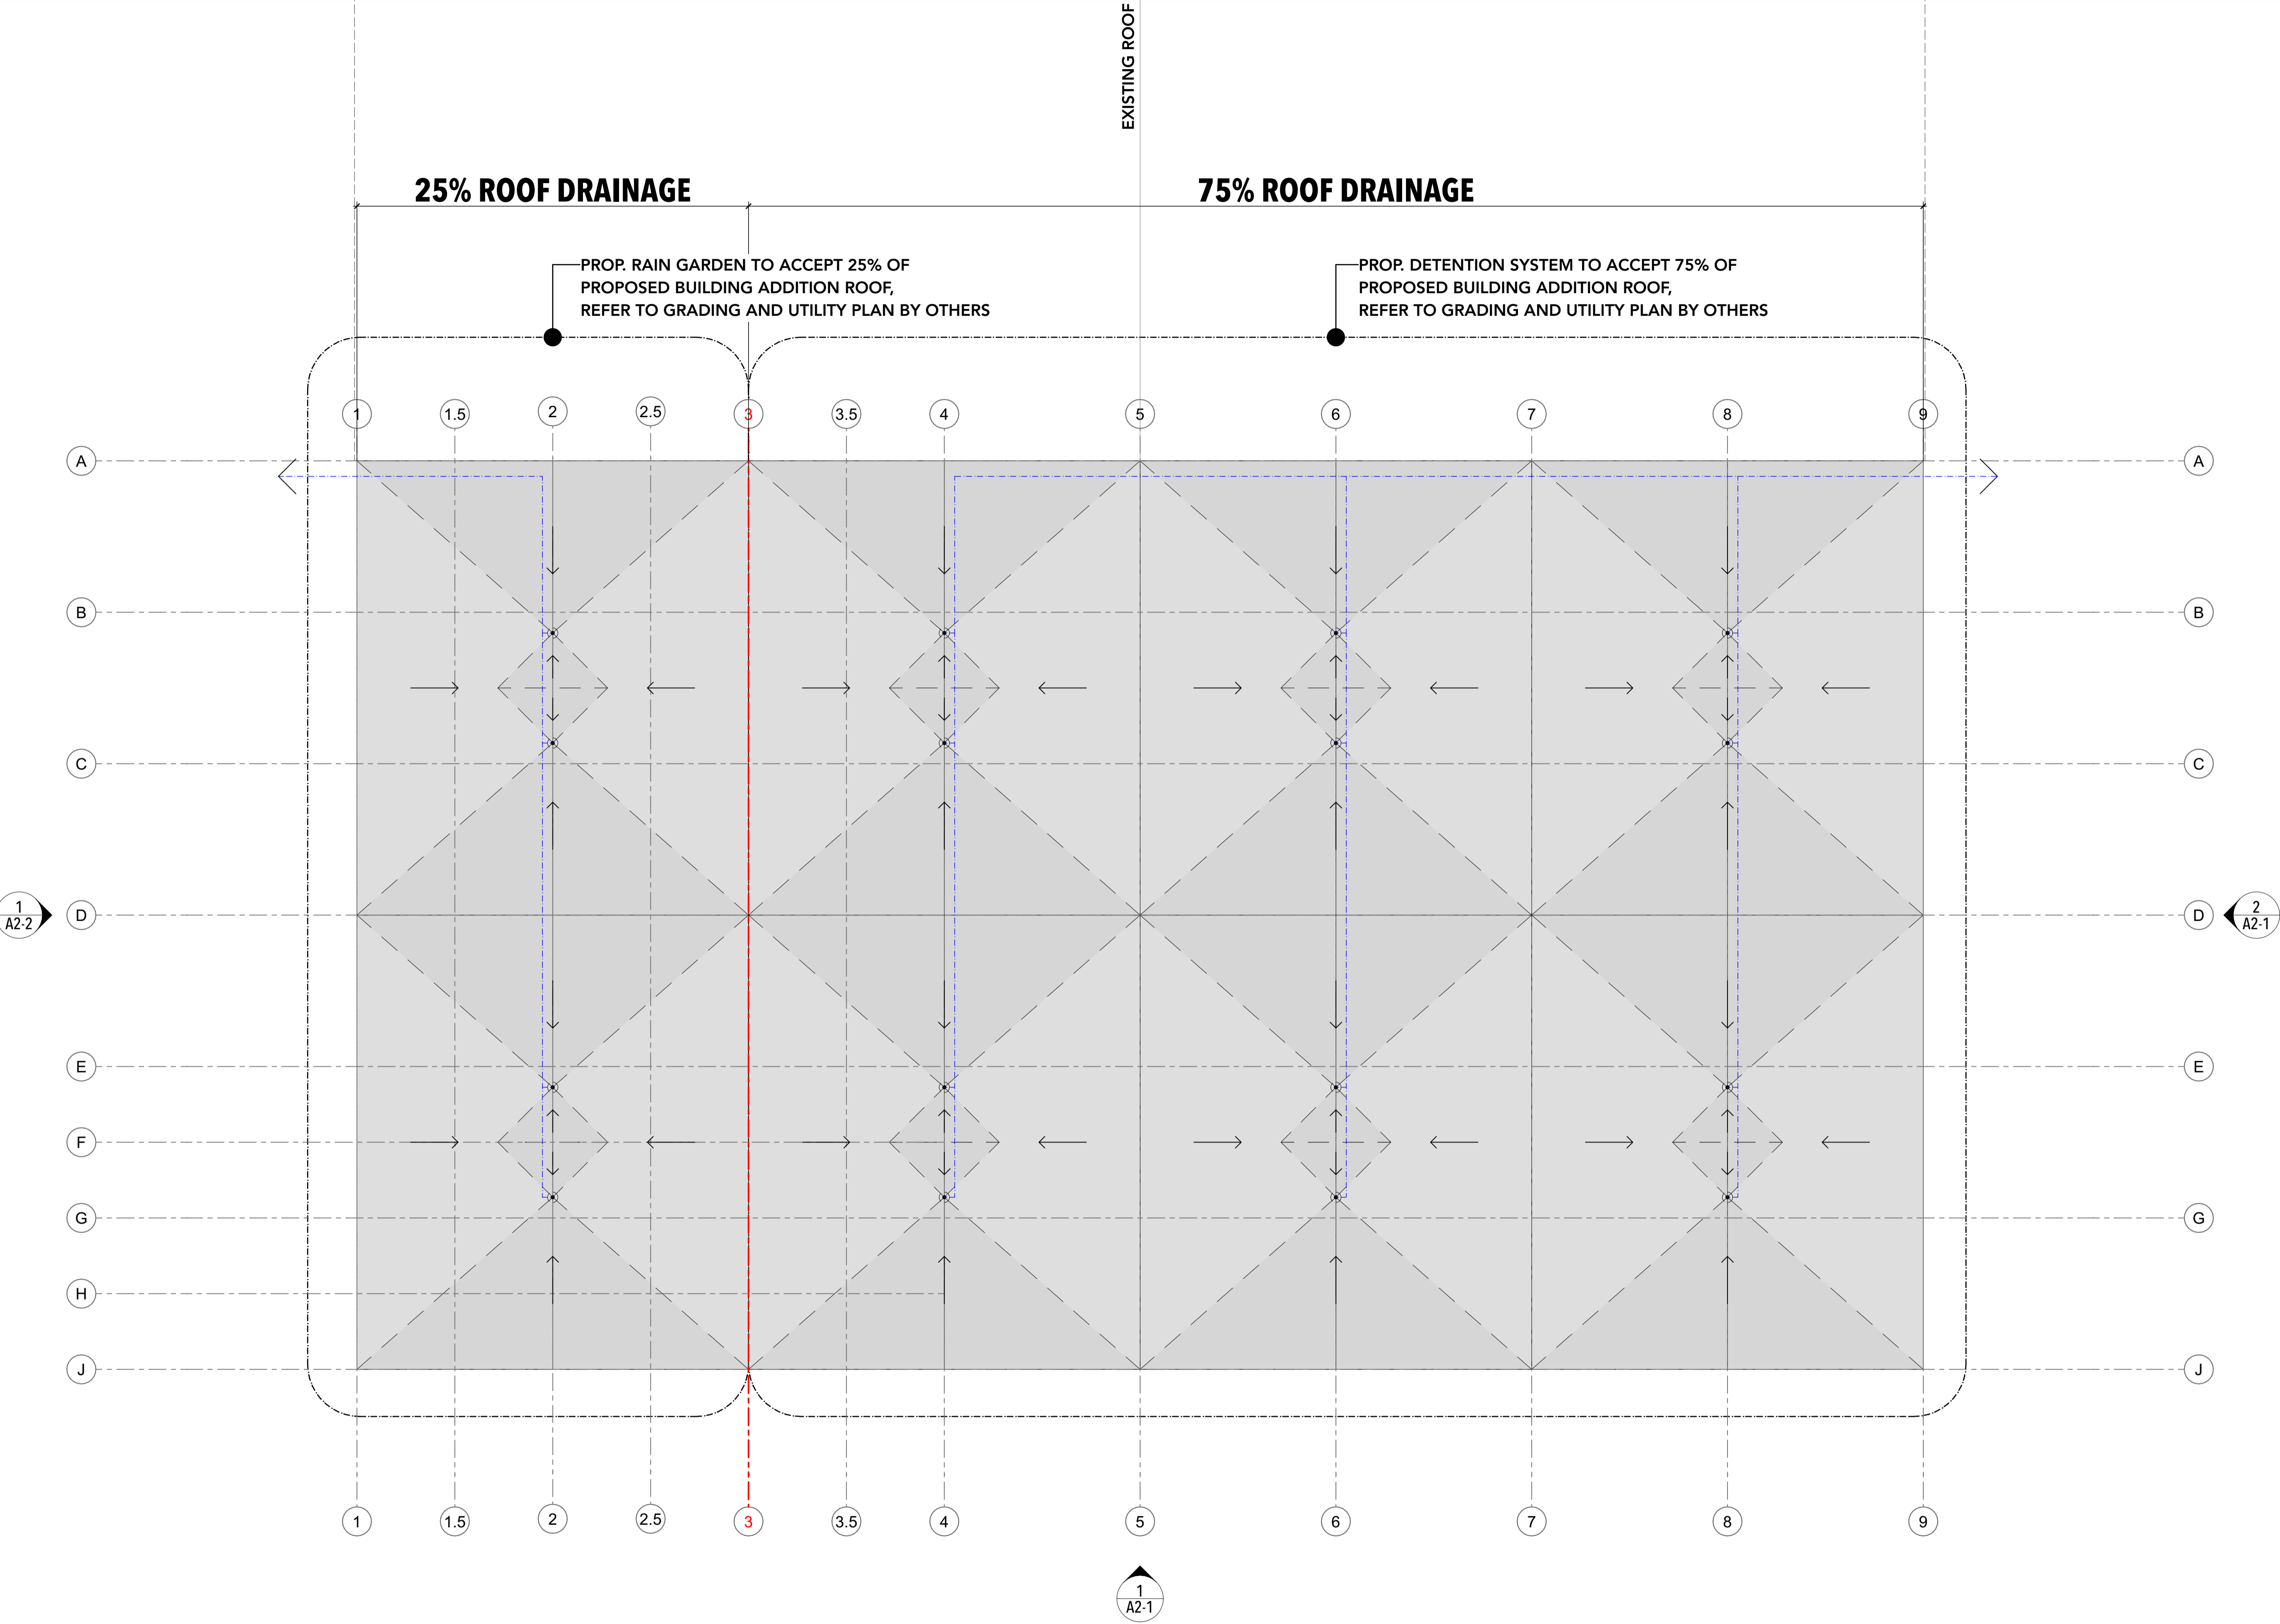 EXISTING ROOF
25% ROOF DRAINAGE
75% ROOF DRAINAGE
PROP. RAIN GARDEN TO ACCEPT 25% OF
PROPOSED BUILDING ADDITION ROOF,
REFER TO GRADING AND UTILITY PLAN BY OTHERS
PROP. DETENTION SYSTEM TO ACCEPT 75% OF
PROPOSED BUILDING ADDITION ROOF,
REFER TO GRADING AND UTILITY PLAN BY OTHERS
1 1.5 2 2.5 3 3.5 4 5 6 7 8 9
A A
B B
C C
1
A2-2
D D
2
A2-1
E E
F
G G
H
J J
1 1.5 2 2.5 3 3.5 4 5 6 7 8 9
1
A2-1